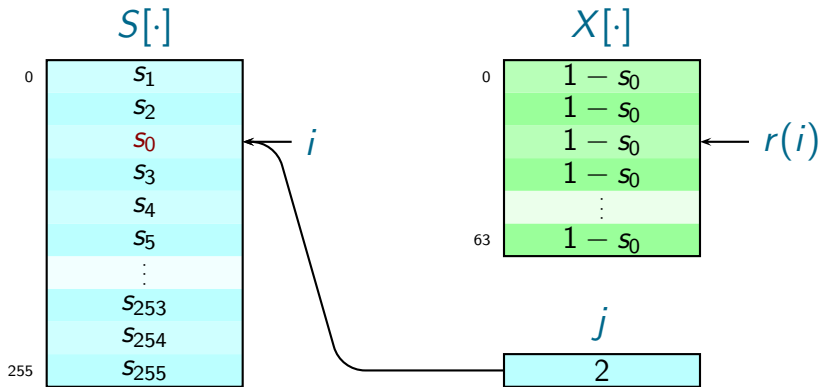 S[·]
0 s₁
s₂
s₀
s₃
s₄
s₅
⋮
s₂₅₃
s₂₅₄
255 s₂₅₅
i
X[·]
0 1 − s₀
1 − s₀
1 − s₀
1 − s₀
⋮
63 1 − s₀
r(i)
j
2